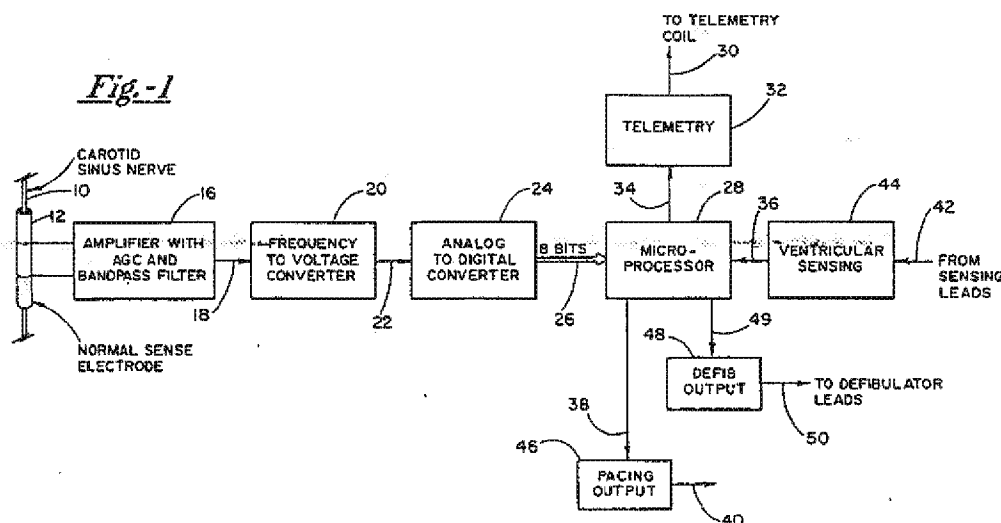 TO TELEMETRY
COIL
30
Fig.-1
32
TELEMETRY
CAROTID
SINUS NERVE
10
12
16
20
24
34
28
36
44
42
AMPLIFIER WITH
AGC AND
BANDPASS FILTER
FREQUENCY
TO VOLTAGE
CONVERTER
ANALOG
TO DIGITAL
CONVERTER
8 BITS
MICRO-
PROCESSOR
VENTRICULAR
SENSING
FROM
SENSING
LEADS
18
22
26
NORMAL SENSE
ELECTRODE
49
48
DEFIB
OUTPUT
TO DEFIBULATOR
LEADS
50
38
46
PACING
OUTPUT
40